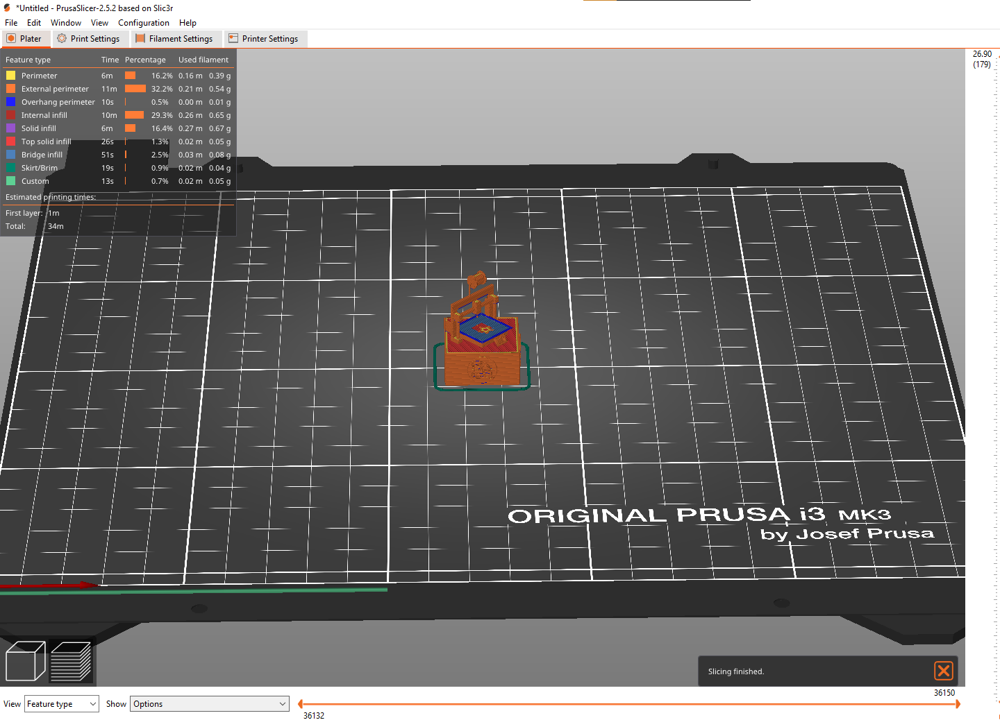 *Untitled - PrusaSlicer-2.5.2 based on Slic3r
File Edit Window View Configuration Help
Plater Print Settings Filament Settings Printer Settings
Feature type Time Percentage Used filament
Perimeter 6m 16.2% 0.16 m 0.39 g
External perimeter 11m 32.2% 0.21 m 0.54 g
Overhang perimeter 10s 0.5% 0.00 m 0.01 g
Internal infill 10m 29.3% 0.26 m 0.65 g
Solid infill 6m 16.4% 0.27 m 0.67 g
Top solid infill 26s 1.3% 0.02 m 0.05 g
Bridge infill 51s 2.5% 0.03 m 0.08 g
Skirt/Brim 19s 0.9% 0.02 m 0.04 g
Custom 13s 0.7% 0.02 m 0.05 g
Estimated printing times:
First layer: 1m
Total: 34m
26.90
(179)
ORIGINAL PRUSA i3 MK3
by Josef Prusa
Slicing finished.
View Feature type Show Options
36150
36132